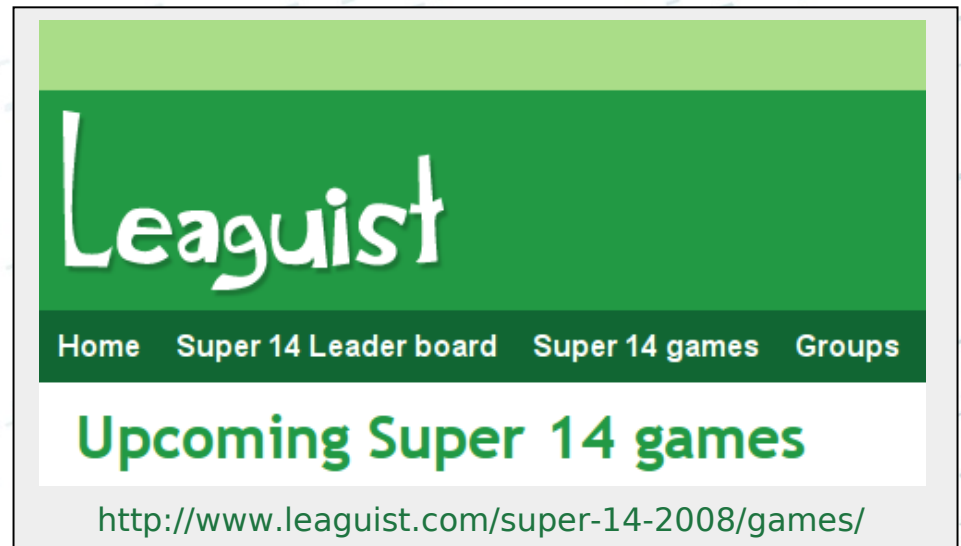 Leaguist
Home Super 14 Leader board Super 14 games Groups
Upcoming Super 14 games
http://www.leaguist.com/super-14-2008/games/